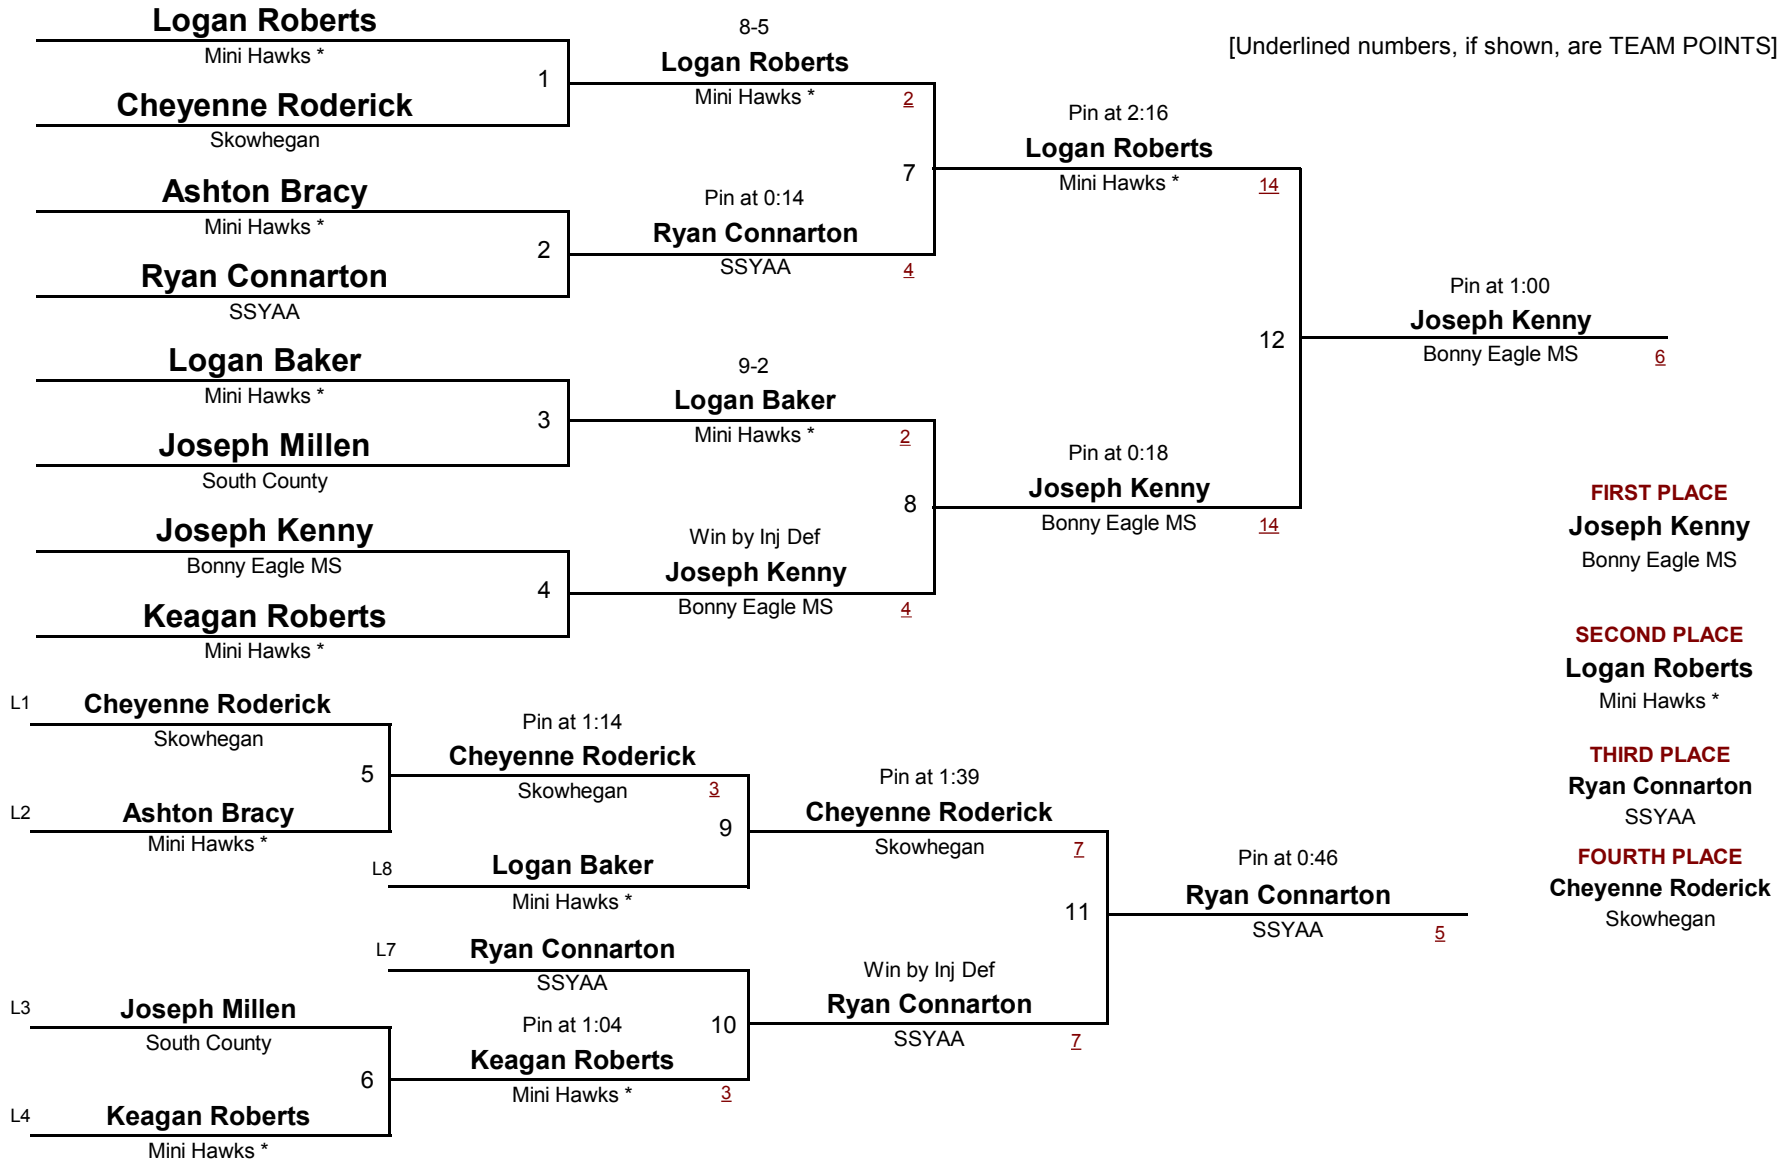 [Underlined numbers, if shown, are TEAM POINTS]
Logan Roberts
Mini Hawks *
1
Cheyenne Roderick
Skowhegan
Ashton Bracy
Mini Hawks *
2
Ryan Connarton
SSYAA
Logan Baker
Mini Hawks *
3
Joseph Millen
South County
Joseph Kenny
Bonny Eagle MS
4
Keagan Roberts
Mini Hawks *
8-5
Logan Roberts
Mini Hawks * 2
7
Pin at 0:14
Ryan Connarton
SSYAA 4
9-2
Logan Baker
Mini Hawks * 2
8
Win by Inj Def
Joseph Kenny
Bonny Eagle MS 4
Pin at 2:16
Logan Roberts
Mini Hawks * 14
12
Pin at 0:18
Joseph Kenny
Bonny Eagle MS 14
Pin at 1:00
Joseph Kenny
Bonny Eagle MS 6
FIRST PLACE
Joseph Kenny
Bonny Eagle MS
SECOND PLACE
Logan Roberts
Mini Hawks *
THIRD PLACE
Ryan Connarton
SSYAA
FOURTH PLACE
Cheyenne Roderick
Skowhegan
L1 Cheyenne Roderick
Skowhegan
5
L2 Ashton Bracy
Mini Hawks *
L3 Joseph Millen
South County
6
L4 Keagan Roberts
Mini Hawks *
Pin at 1:14
Cheyenne Roderick
Skowhegan 3
9
L8 Logan Baker
Mini Hawks *
L7 Ryan Connarton
SSYAA
10
Pin at 1:04
Keagan Roberts
Mini Hawks * 3
Pin at 1:39
Cheyenne Roderick
Skowhegan 7
11
Win by Inj Def
Ryan Connarton
SSYAA 7
Pin at 0:46
Ryan Connarton
SSYAA 5